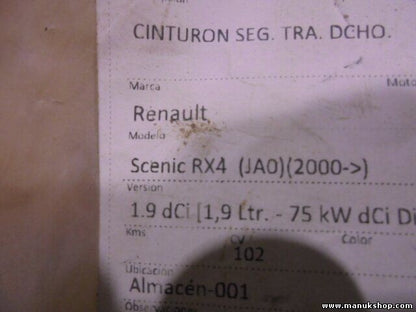 CINTURON SEG. TRA. DCHO.
Marca
Renault
Modelo
Scenic RX4 (JA0)(2000->)
Version
1.9 dCi [1,9 Ltr. - 75 kW dCi
Kms CV Color
102
Ubicación
Almacén-001
www.manukshop.com